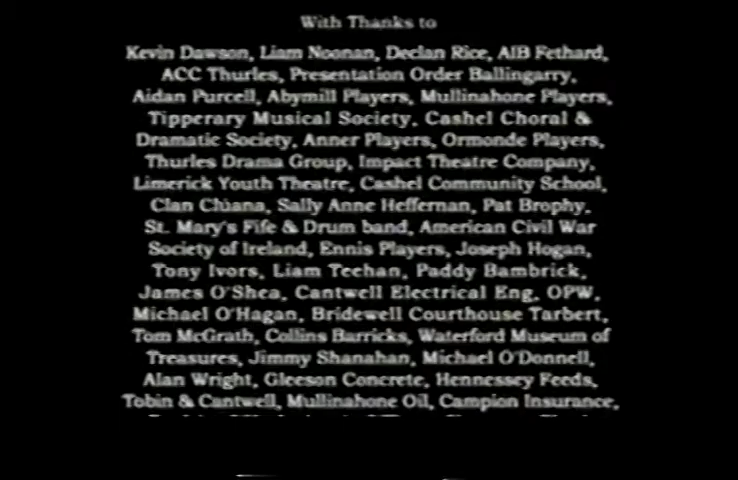 With Thanks to
Kevin Dawson, Liam Noonan, Declan Rice, AIB Fethard,
ACC Thurles, Presentation Order Ballingarry,
Aidan Purcell, Abymill Players, Mullinahone Players,
Tipperary Musical Society, Cashel Choral &
Dramatic Society, Anner Players, Ormonde Players,
Thurles Drama Group, Impact Theatre Company,
Limerick Youth Theatre, Cashel Community School,
Clan Chiana, Sally Anne Heffernan, Pat Brophy,
St. Mary's Fife & Drum band, American Civil War
Society of Ireland, Ennis Players, Joseph Hogan,
Tony Ivors, Liam Teehan, Paddy Bambrick,
James O'Shea, Cantwell Electrical Eng, OPW,
Michael O'Hagan, Bridewell Courthouse Tarbert,
Tom McGrath, Collins Barricks, Waterford Museum of
Treasures, Jimmy Shanahan, Michael O'Donnell,
Alan Wright, Gleeson Concrete, Hennessey Feeds,
Tobin & Cantwell, Mullinahone Oil, Campion Insurance,